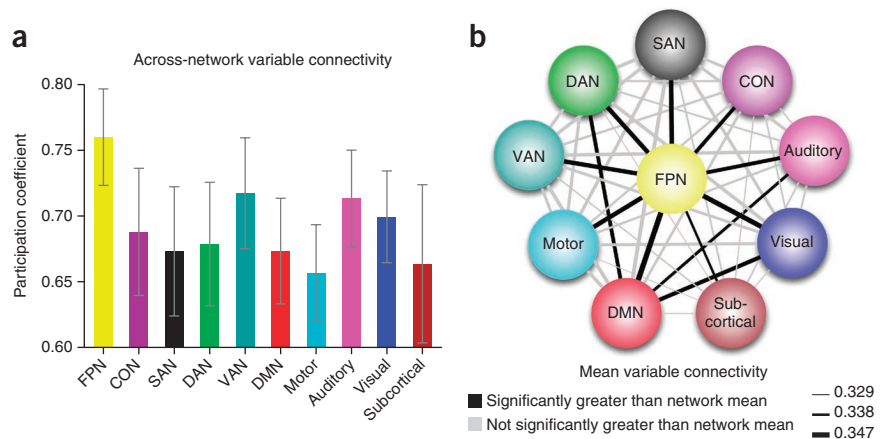 a
Across-network variable connectivity
Participation coefficient
0.80
0.75
0.70
0.65
0.60
FPN
CON
SAN
DAN
VAN
DMN
Motor
Auditory
Visual
Subcortical
b
SAN
DAN
CON
VAN
Auditory
FPN
Motor
Visual
DMN
Sub-
cortical
Mean variable connectivity
Significantly greater than network mean
Not significantly greater than network mean
0.329
0.338
0.347